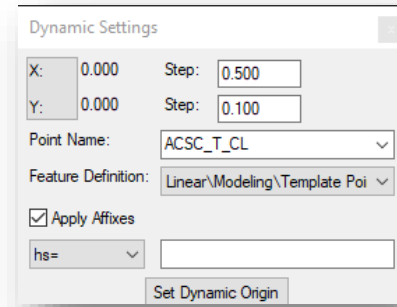 Dynamic Settings
x
X: 0.000 Step: 0.500
Y: 0.000 Step: 0.100
Point Name: ACSC_T_CL
Feature Definition: Linear\Modeling\Template Poi
Apply Affixes
hs=
Set Dynamic Origin